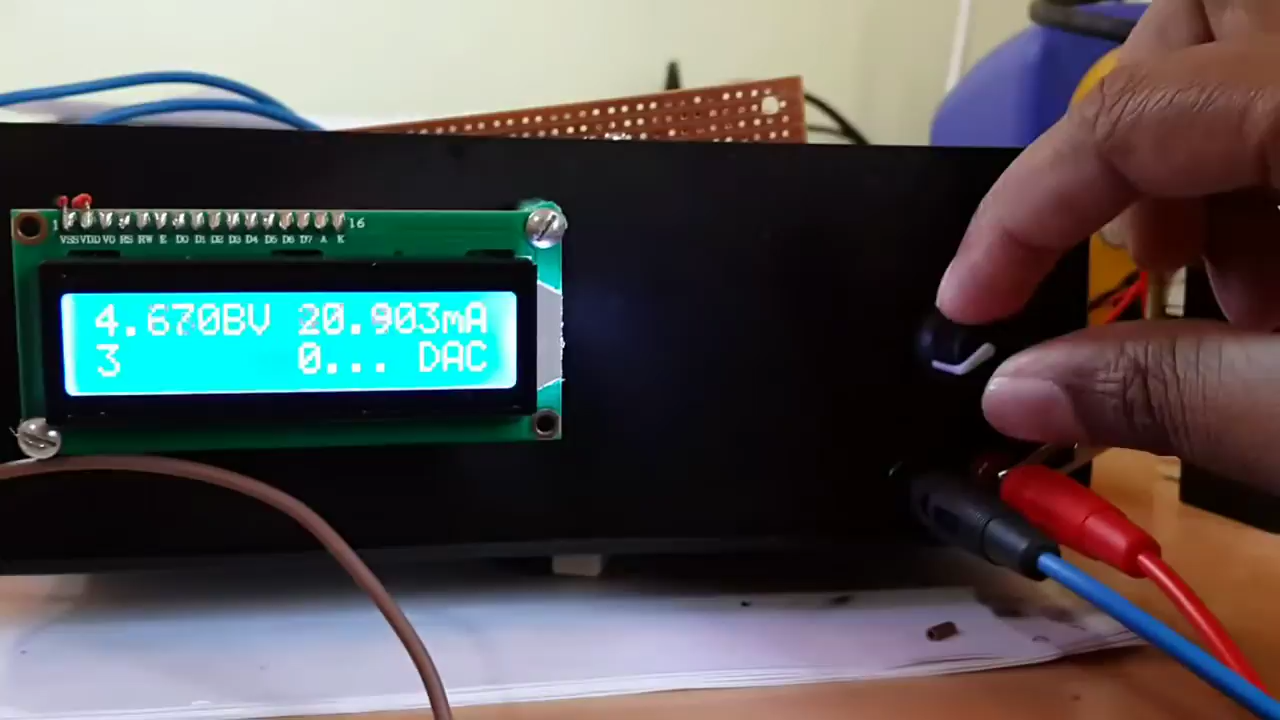 1 16
VSS VDD VO RS RW E D0 D1 D2 D3 D4 D5 D6 D7 A K
4.670BV 20.903mA
3 0... DAC